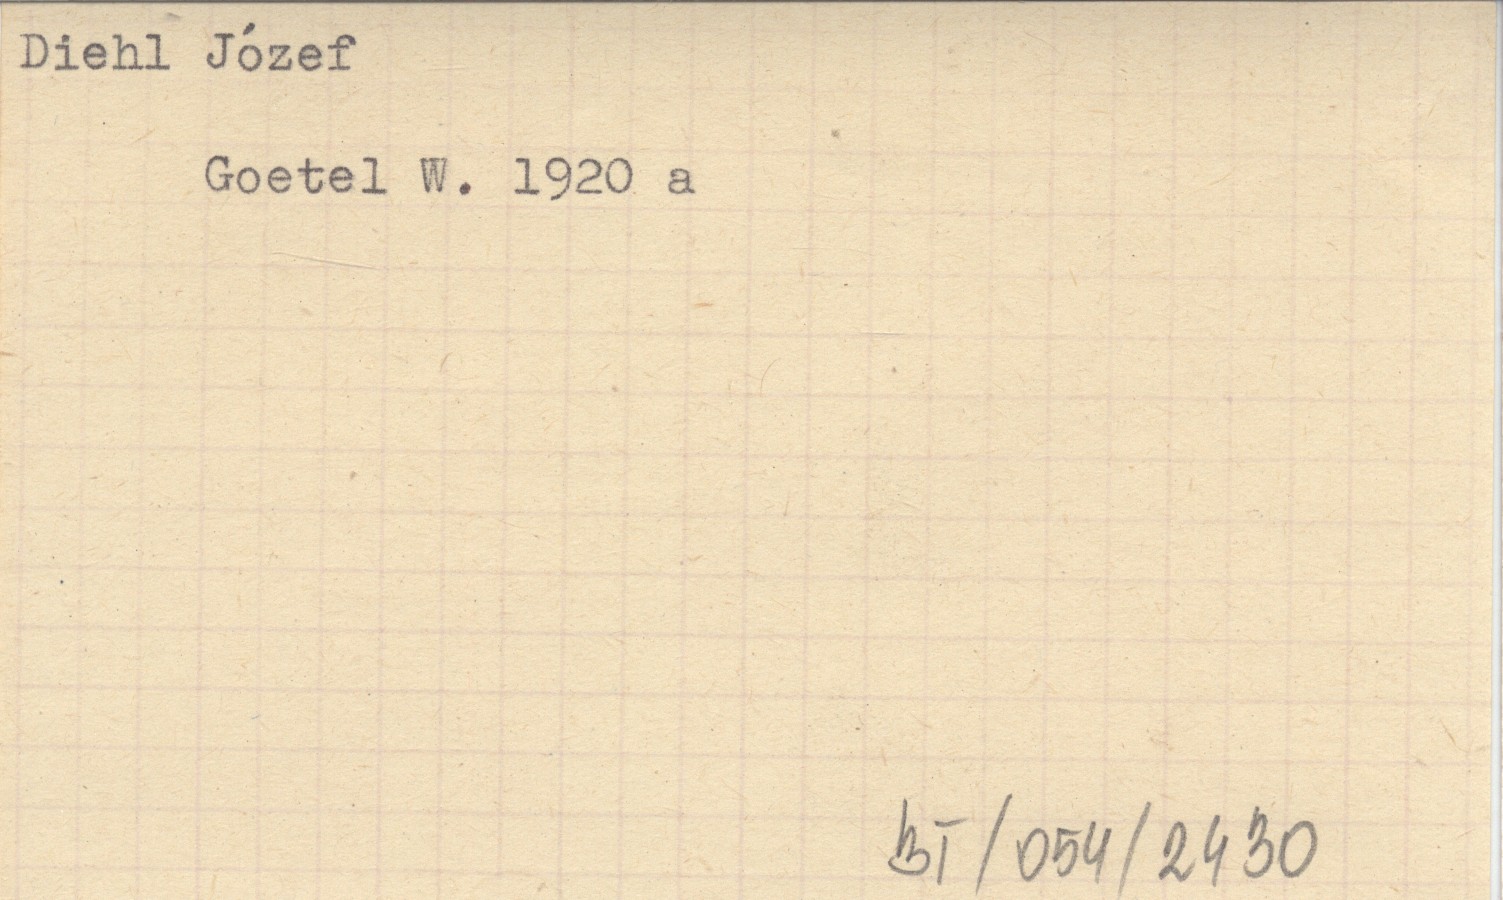 Diehl Józef
Goetel W. 1920 a
BT/054/2430